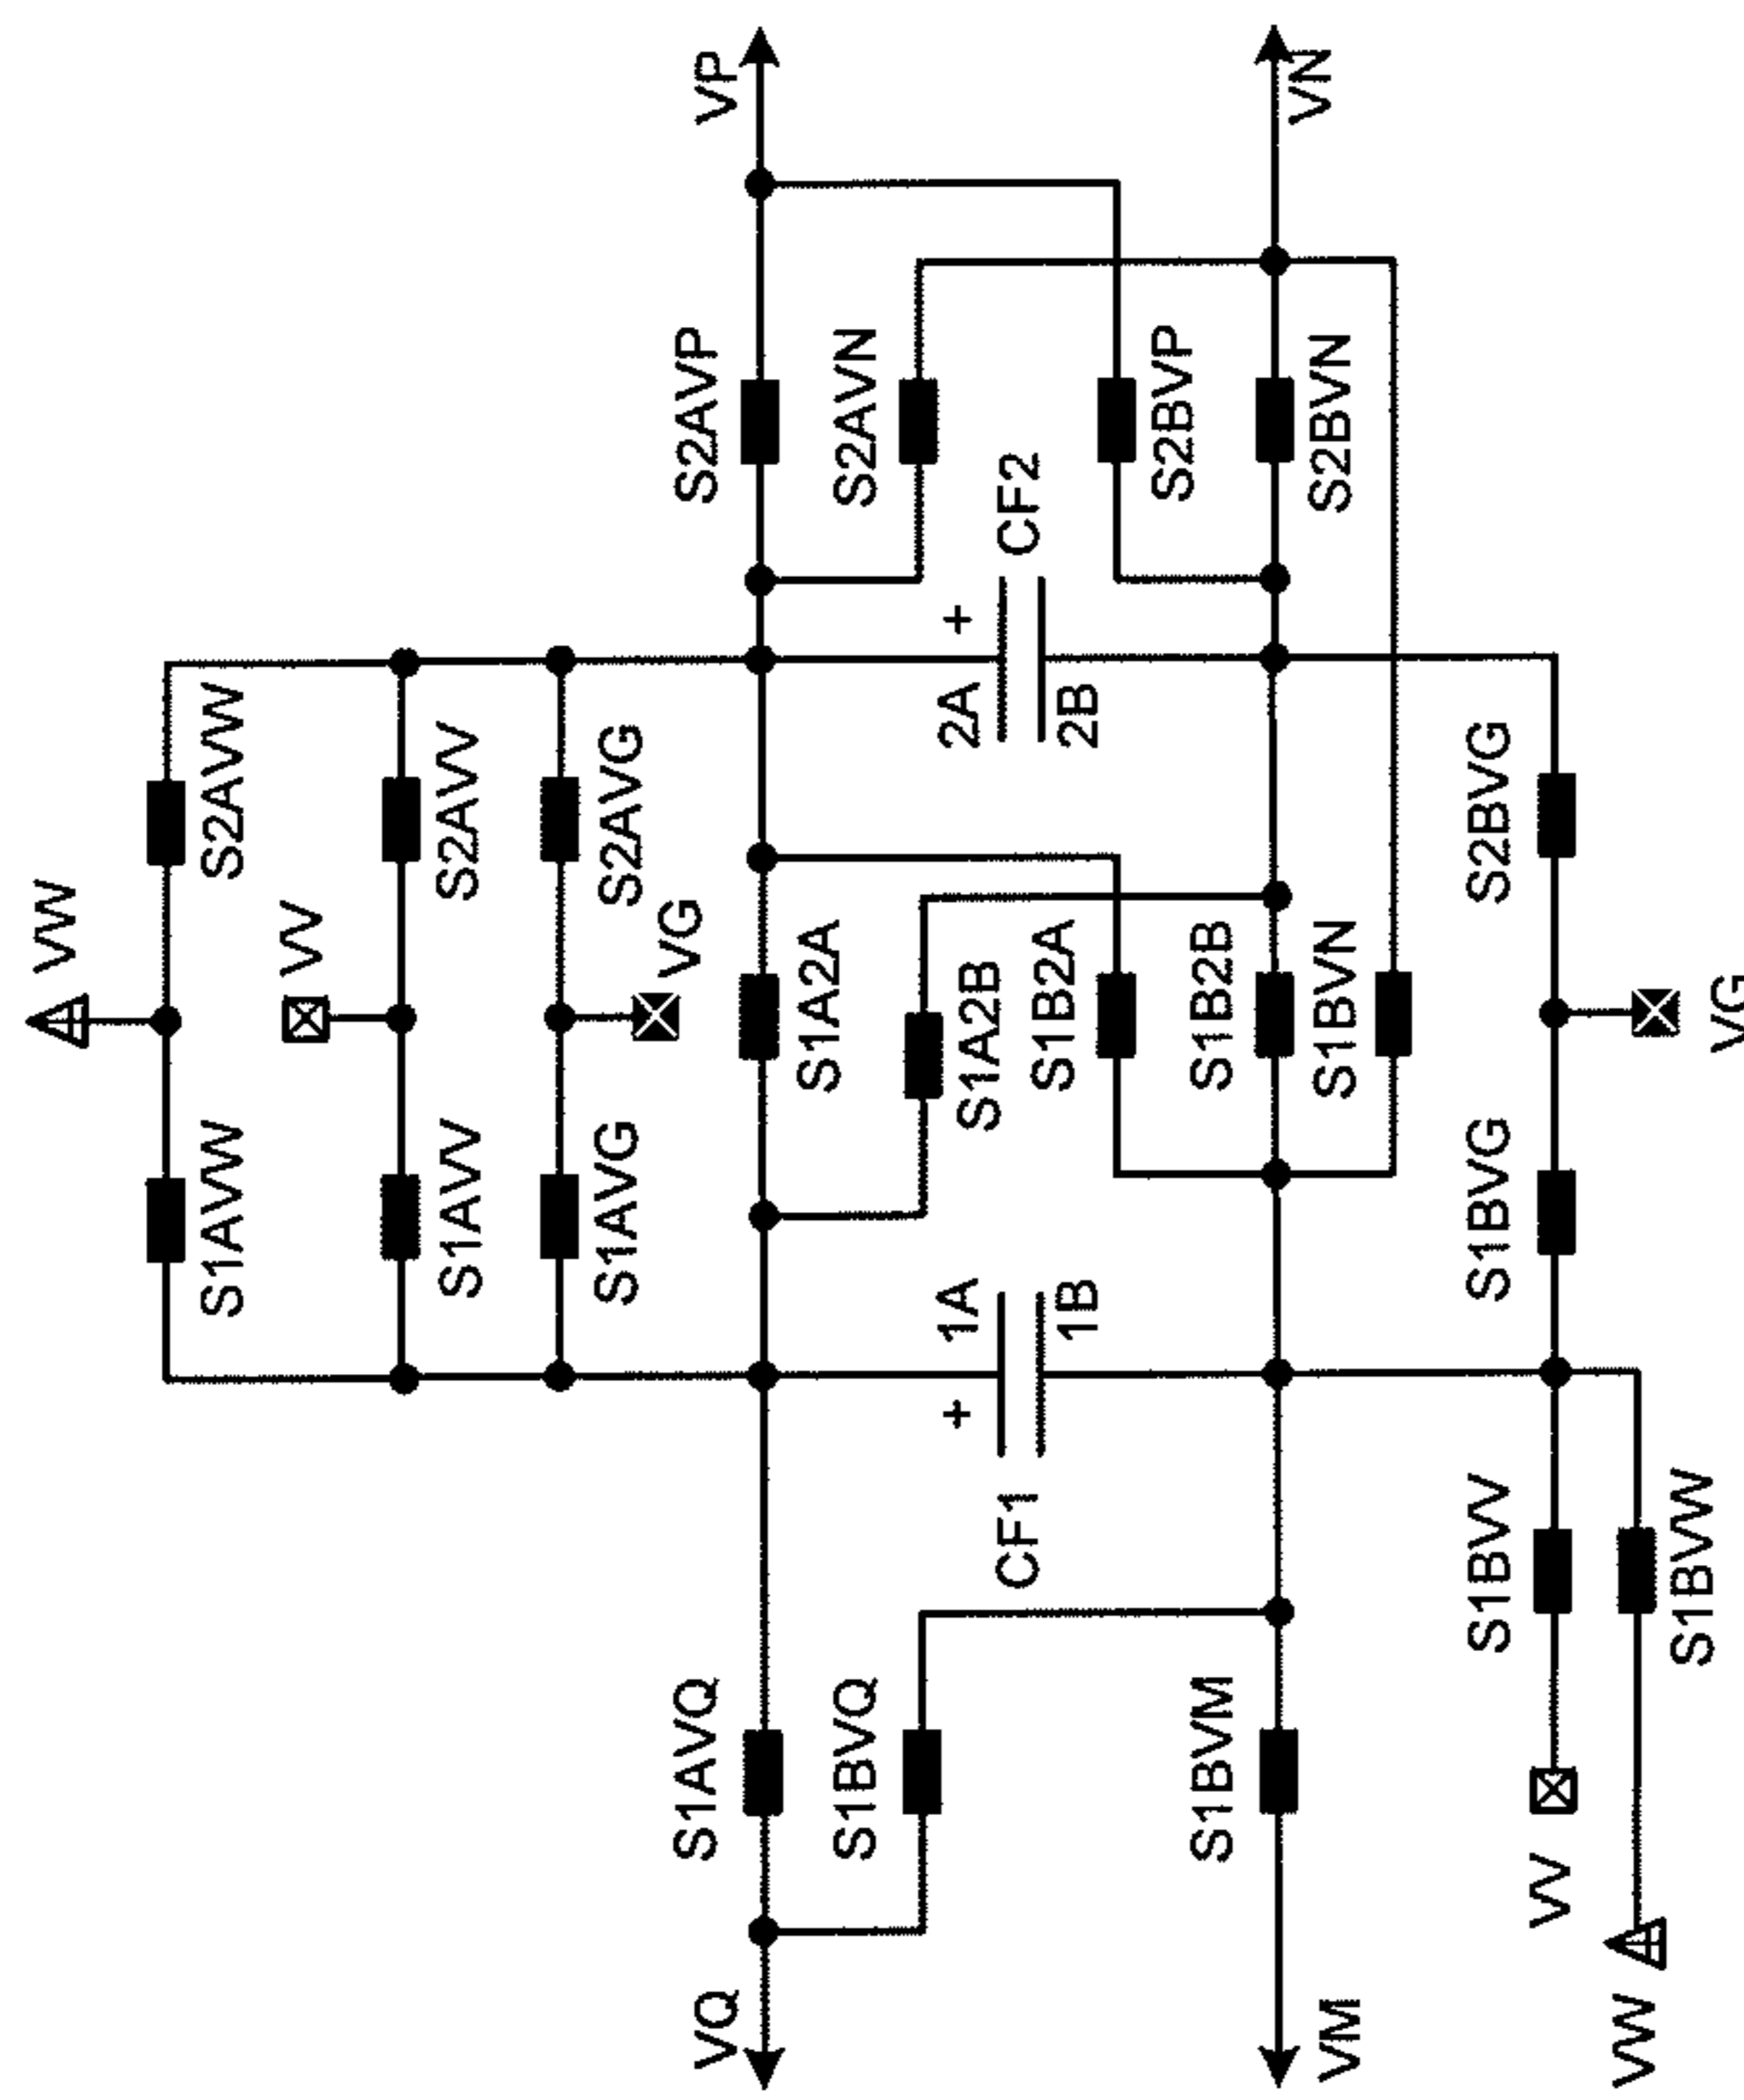 VW
S1AVW
S2AVW
VV
S1AVV
S2AVV
S1AVG
S2AVG
VG
VQ
S1AVQ
S2AVP
VP
S1A2A
S1BVQ
S2AVN
+
1A
2A
+
S1A2B
CF1
CF2
S1B2A
1B
2B
S2BVP
S1BVM
S1B2B
VN
S1BVN
S2BVN
VM
S1BVV
S1BVG
S2BVG
VV
VW
S1BVW
VG